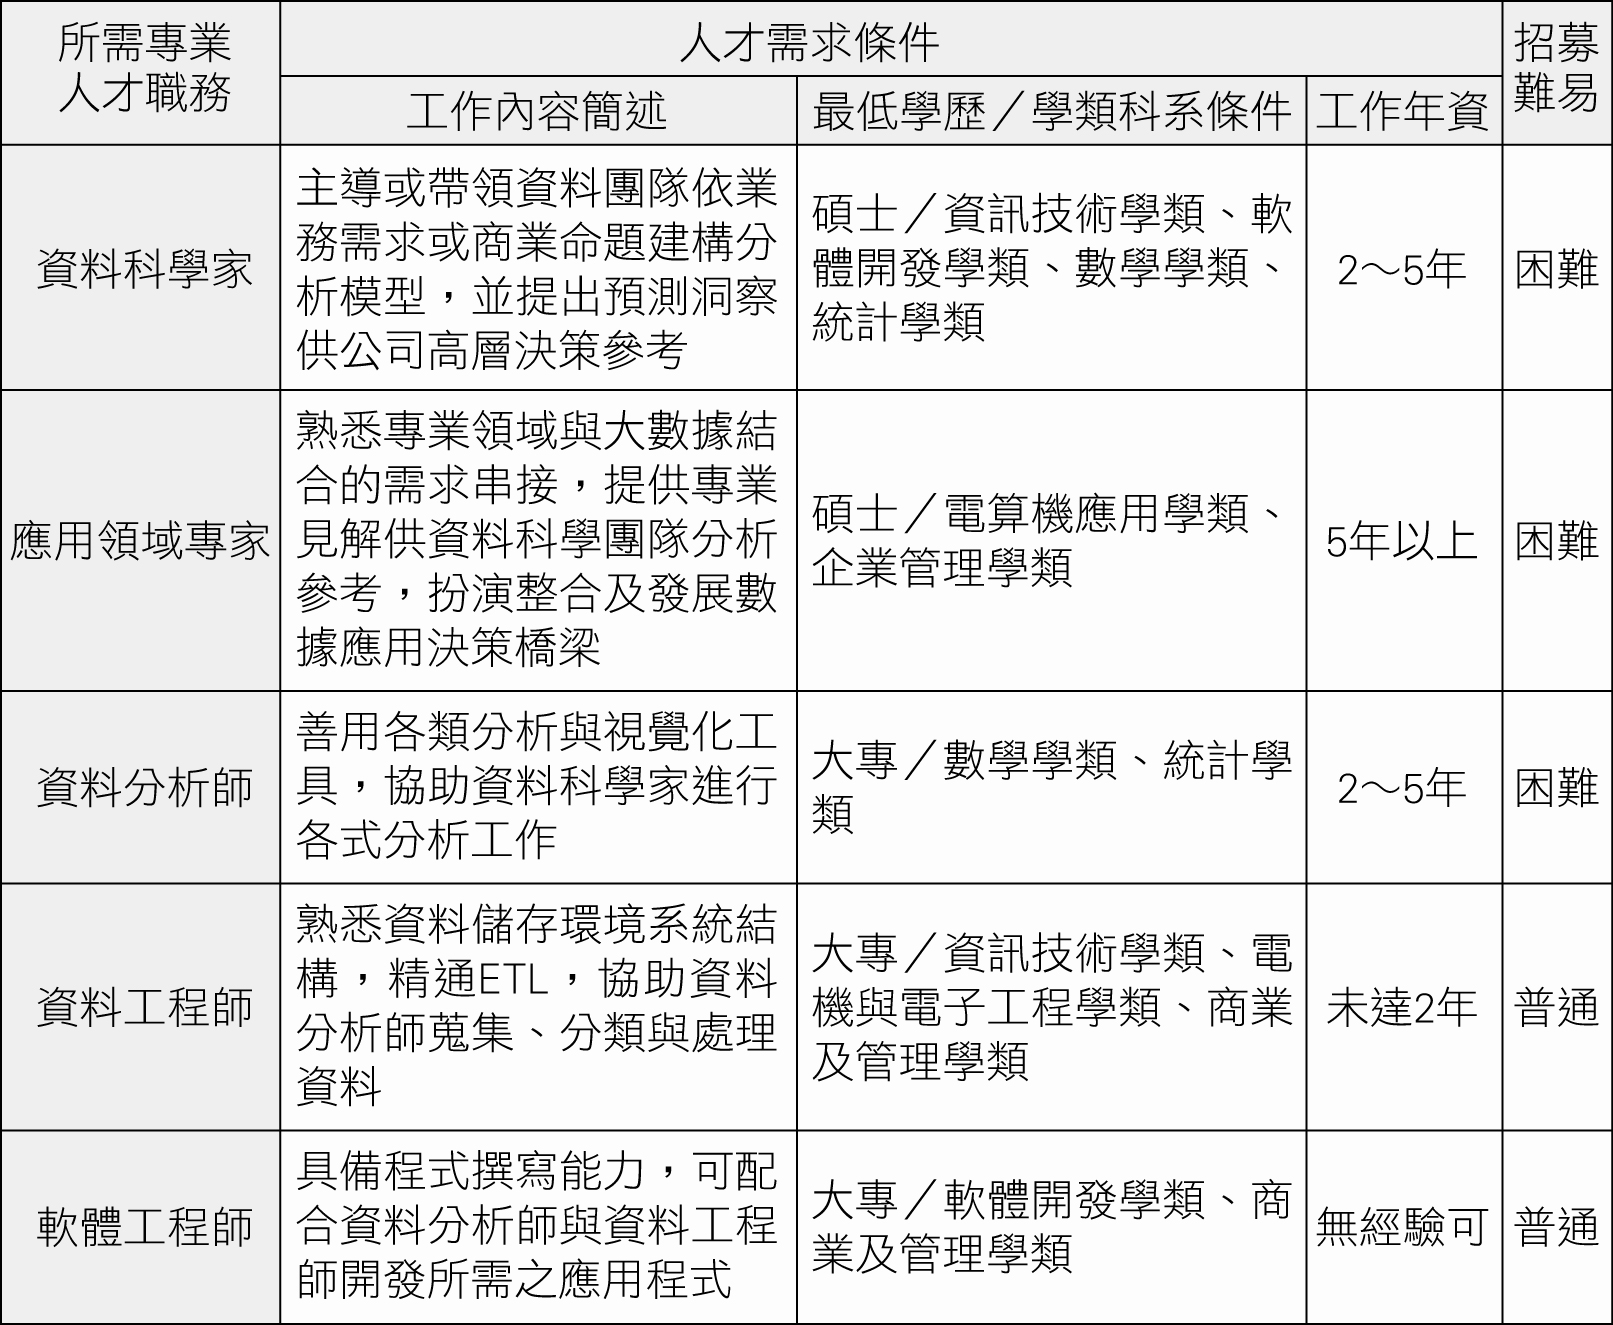 所需專業
人才職務
人才需求條件
招募
難易
工作內容簡述
最低學歷／學類科系條件
工作年資
資料科學家
主導或帶領資料團隊依業
務需求或商業命題建構分
析模型，並提出預測洞察
供公司高層決策參考
碩士／資訊技術學類、軟
體開發學類、數學學類、
統計學類
2～5年
困難
應用領域專家
熟悉專業領域與大數據結
合的需求串接，提供專業
見解供資料科學團隊分析
參考，扮演整合及發展數
據應用決策橋梁
碩士／電算機應用學類、
企業管理學類
5年以上
困難
資料分析師
善用各類分析與視覺化工
具，協助資料科學家進行
各式分析工作
大專／數學學類、統計學
類
2～5年
困難
資料工程師
熟悉資料儲存環境系統結
構，精通ETL，協助資料
分析師蒐集、分類與處理
資料
大專／資訊技術學類、電
機與電子工程學類、商業
及管理學類
未達2年
普通
軟體工程師
具備程式撰寫能力，可配
合資料分析師與資料工程
師開發所需之應用程式
大專／軟體開發學類、商
業及管理學類
無經驗可
普通